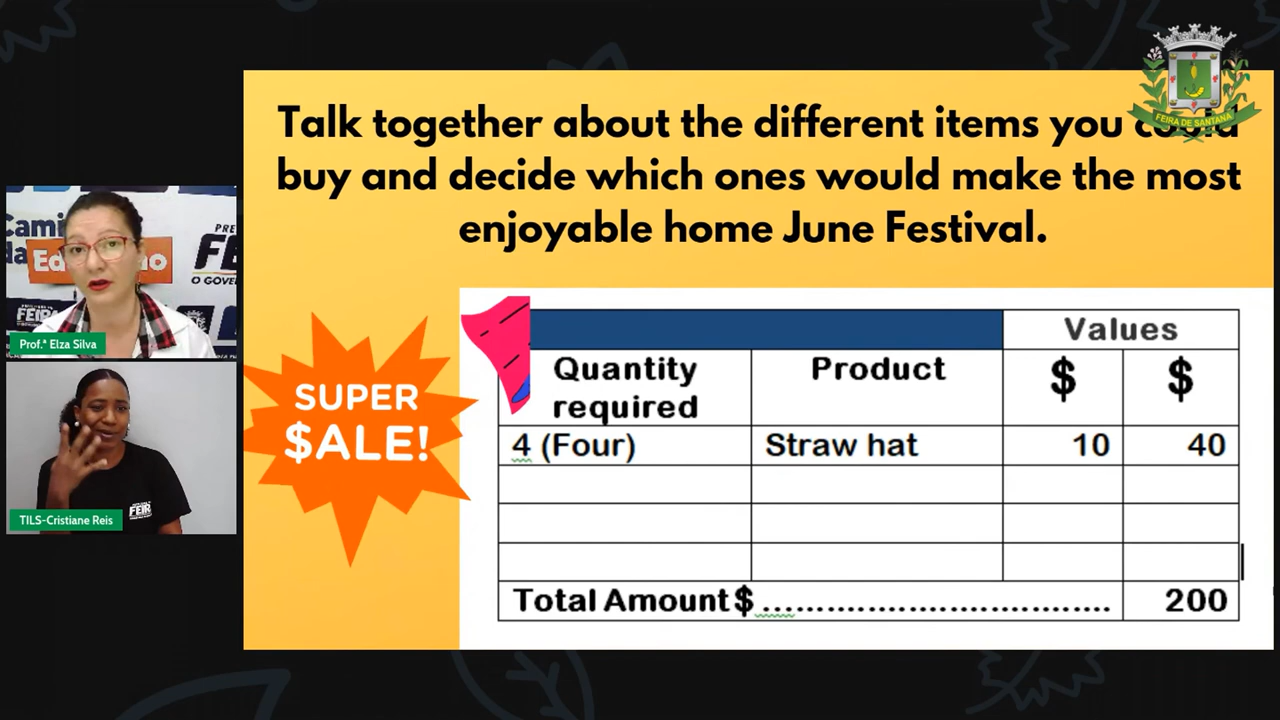 Talk together about the different items you could
buy and decide which ones would make the most
enjoyable home June Festival.
FEIRA DE SANTANA
SUPER
$ALE!
Values
Quantity required
Product
$
$
4 (Four)
Straw hat
10
40
Total Amount $ ..........................................
200
Prof.ª Elza Silva
FEIRA
TILS-Cristiane Reis
FEIR